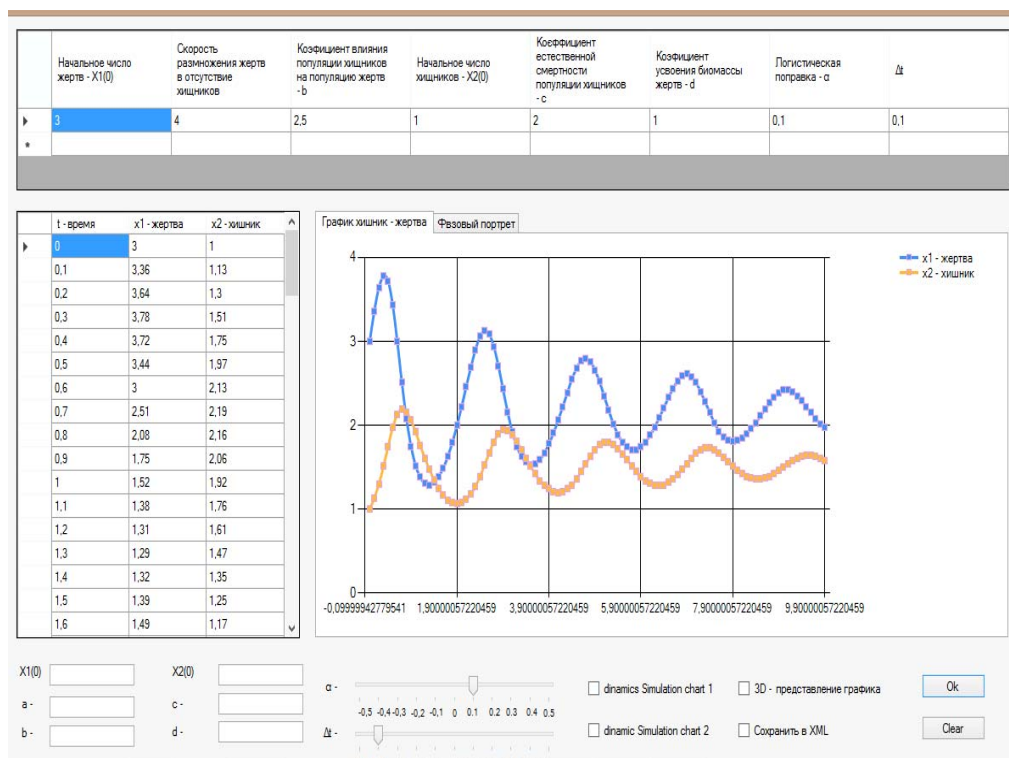 Начальное число жертв - X1(0)
Скорость размножения жертв в отсутствие хищников
Коэфициент влияния популяции хищников на популяцию жертв - b
Начальное число хищников - X2(0)
Коєффициент естественной смертности популяции хищников - c
Коэфициент усвоения биомассы жертв - d
Логистическая поправка - α
Δt
3 4 2,5 1 2 1 0,1 0,1
t - время x1 - жертва x2 - хишник
0 3 1
0,1 3,36 1,13
0,2 3,64 1,3
0,3 3,78 1,51
0,4 3,72 1,75
0,5 3,44 1,97
0,6 3 2,13
0,7 2,51 2,19
0,8 2,08 2,16
0,9 1,75 2,06
1 1,52 1,92
1,1 1,38 1,76
1,2 1,31 1,61
1,3 1,29 1,47
1,4 1,32 1,35
1,5 1,39 1,25
1,6 1,49 1,17
График хишник - жертва Фвзовый портрет
4
3
2
1
0
-0,09999942779541 1,90000057220459 3,90000057220459 5,90000057220459 7,90000057220459 9,90000057220459
x1 - жертва
x2 - хишник
X1(0) X2(0)
a - c -
b - d -
α -
-0,5 -0,4 -0,3 -0,2 -0,1 0 0.1 0.2 0.3 0.4 0.5
Δt -
dinamics Simulation chart 1 3D - представление графика
dinamic Simulation chart 2 Сохранить в XML
Ok
Clear